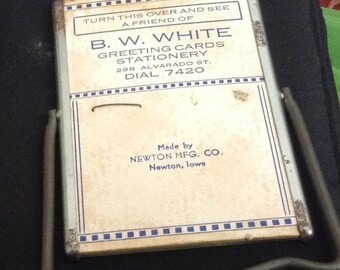 TURN THIS OVER AND SEE
A FRIEND OF
B. W. WHITE
GREETING CARDS
STATIONERY
298 ALVARADO ST.
DIAL 7420
Made by
NEWTON MFG. CO.
Newton, Iowa